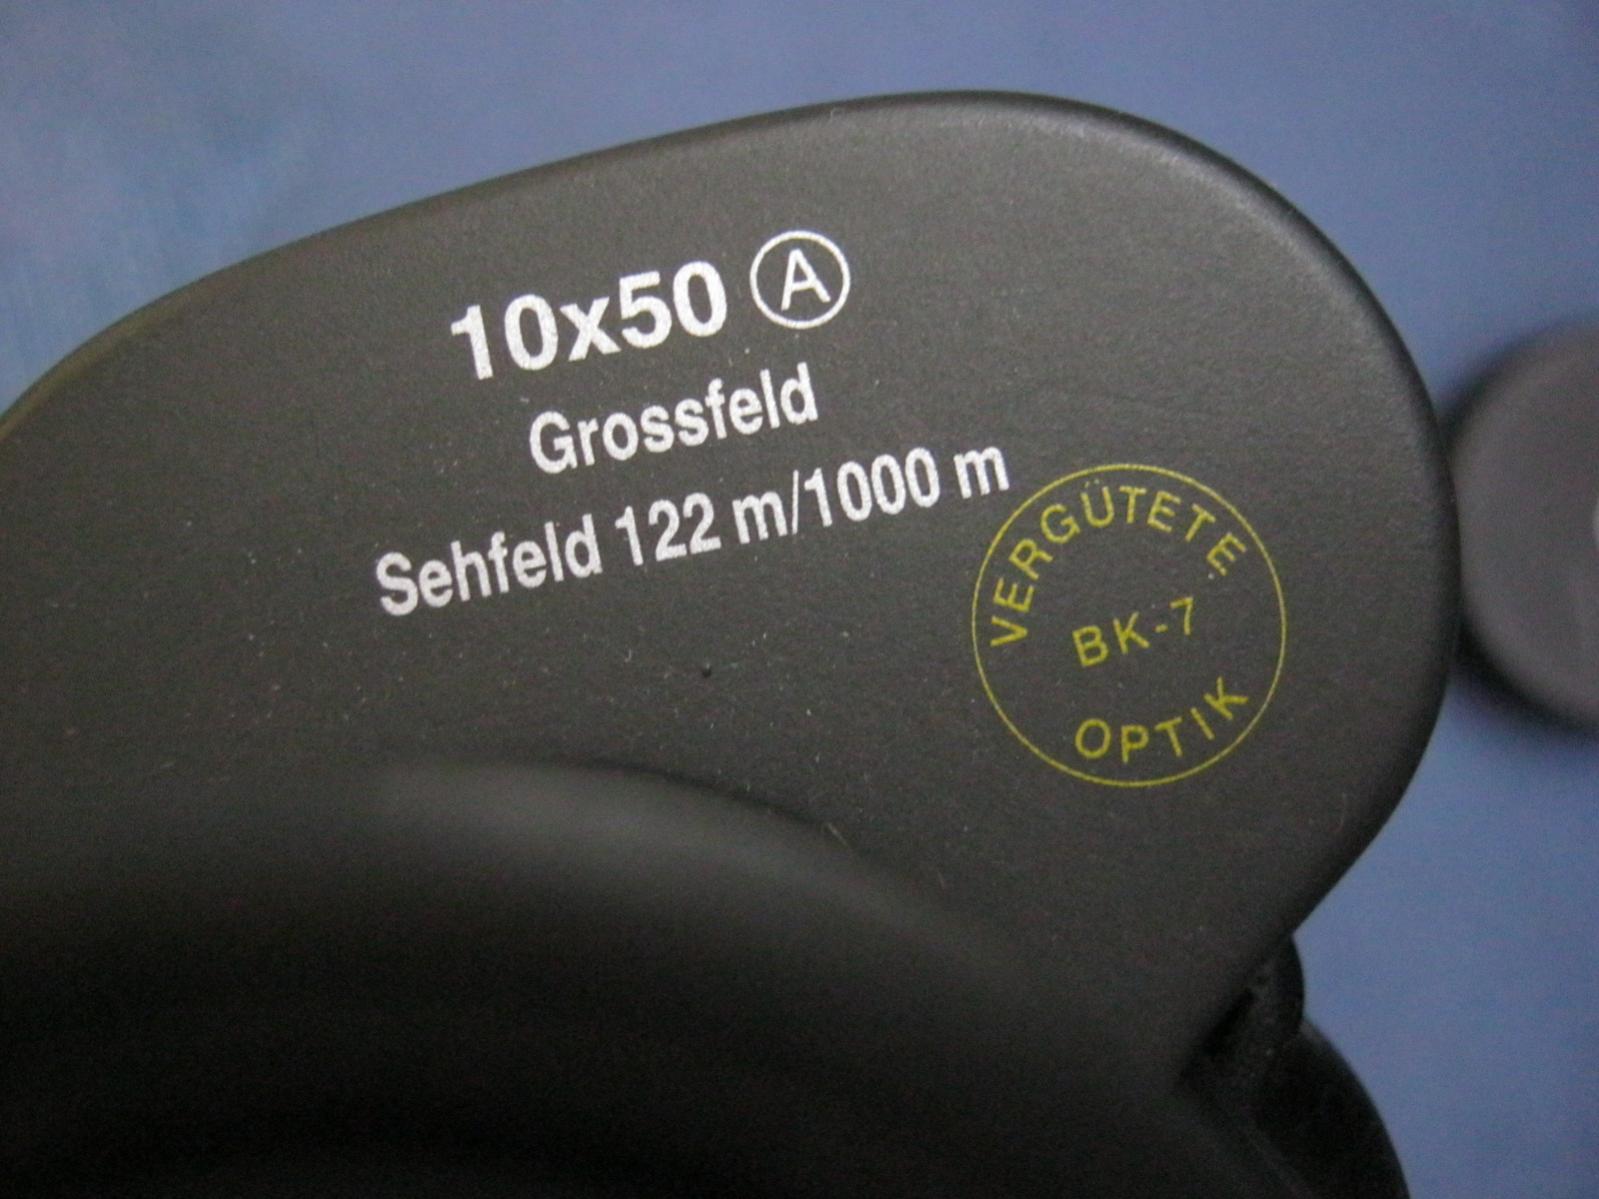 10x50 Ⓐ
Grossfeld
Sehfeld 122 m/1000 m
VERGÜTETE
BK-7
OPTIK